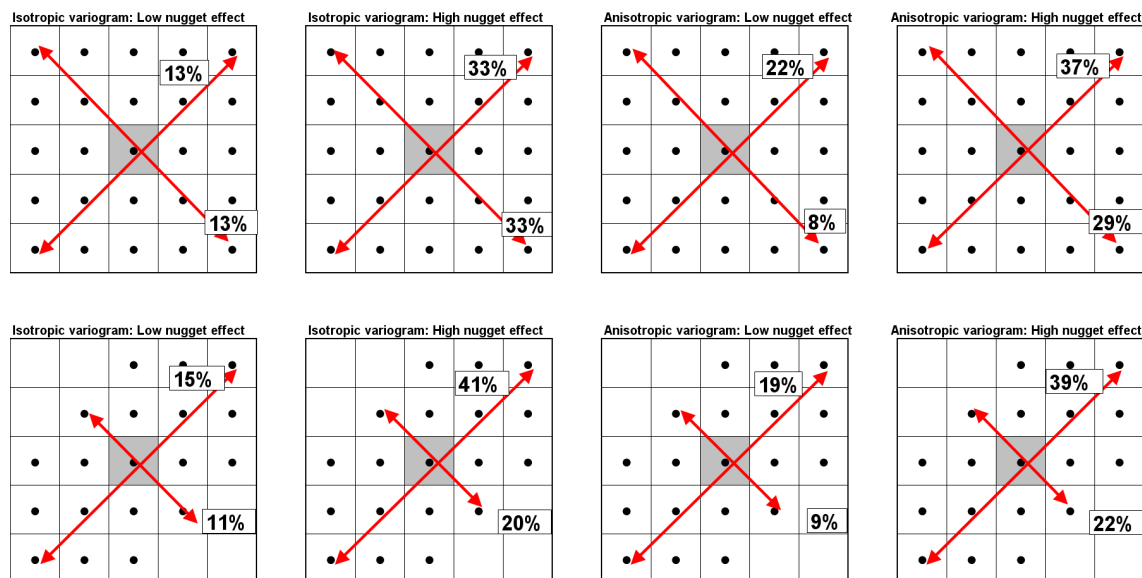 Isotropic variogram: Low nugget effect
13%
13%
Isotropic variogram: High nugget effect
33%
33%
Anisotropic variogram: Low nugget effect
22%
8%
Anisotropic variogram: High nugget effect
37%
29%
Isotropic variogram: Low nugget effect
15%
11%
Isotropic variogram: High nugget effect
41%
20%
Anisotropic variogram: Low nugget effect
19%
9%
Anisotropic variogram: High nugget effect
39%
22%